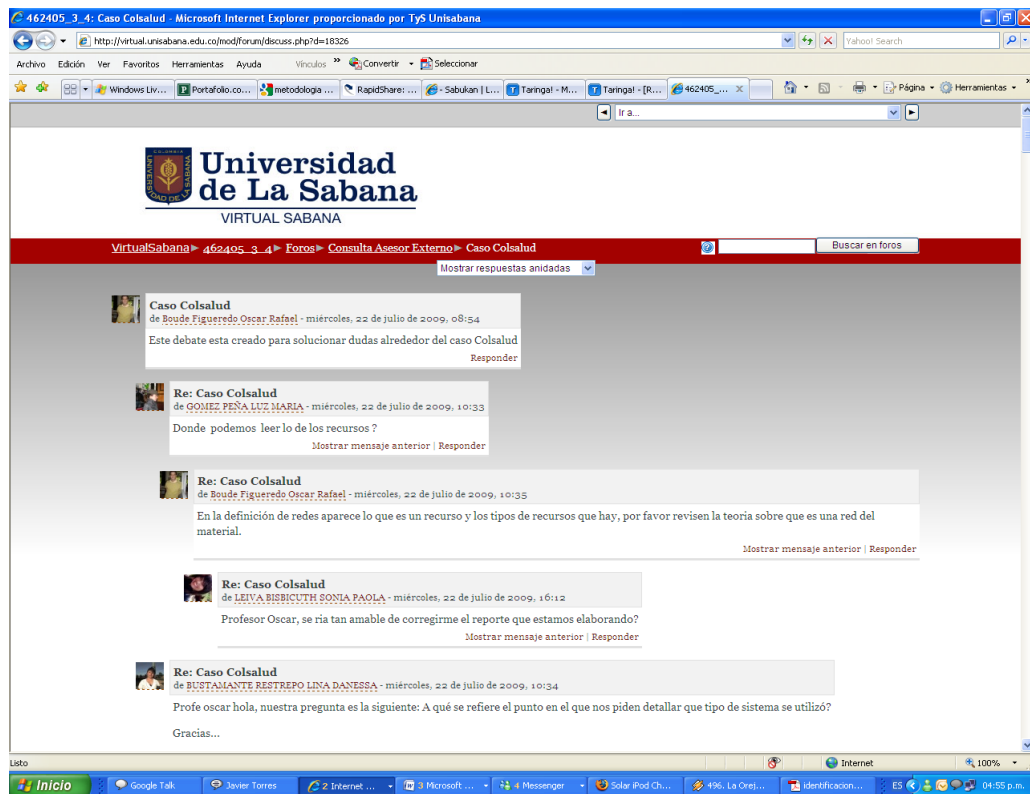 462405_3_4: Caso Colsalud - Microsoft Internet Explorer proporcionado por TyS Unisabana
http://virtual.unisabana.edu.co/mod/forum/discuss.php?d=18326
Yahoo! Search
Archivo Edición Ver Favoritos Herramientas Ayuda Vínculos » Convertir Seleccionar
Windows Liv... Portafolio.co... metodologia ... RapidShare: ... - Sabukan | L... Taringa! - M... Taringa! - [R... 462405_... X Página Herramientas
Ir a...
COLOMBIA
UNIVERSIDAD DE LA SABANA
Universidad
de La Sabana
VIRTUAL SABANA
VirtualSabana ► 462405_3_4 ► Foros ► Consulta Asesor Externo ► Caso Colsalud
Buscar en foros
Mostrar respuestas anidadas
Caso Colsalud
de Boude Figueredo Oscar Rafael - miércoles, 22 de julio de 2009, 08:54
Este debate esta creado para solucionar dudas alrededor del caso Colsalud
Responder
Re: Caso Colsalud
de GOMEZ PEÑA LUZ MARIA - miércoles, 22 de julio de 2009, 10:33
Donde podemos leer lo de los recursos ?
Mostrar mensaje anterior | Responder
Re: Caso Colsalud
de Boude Figueredo Oscar Rafael - miércoles, 22 de julio de 2009, 10:35
En la definición de redes aparece lo que es un recurso y los tipos de recursos que hay, por favor revisen la teoria sobre que es una red del
material.
Mostrar mensaje anterior | Responder
Re: Caso Colsalud
de LEIVA BISBICUTH SONIA PAOLA - miércoles, 22 de julio de 2009, 16:12
Profesor Oscar, se ria tan amable de corregirme el reporte que estamos elaborando?
Mostrar mensaje anterior | Responder
Re: Caso Colsalud
de BUSTAMANTE RESTREPO LINA DANESSA - miércoles, 22 de julio de 2009, 10:34
Profe oscar hola, nuestra pregunta es la siguiente: A qué se refiere el punto en el que nos piden detallar que tipo de sistema se utilizó?
Gracias...
Listo Internet 100%
Inicio Google Talk Javier Torres 2 Internet ... 3 Microsoft ... 4 Messenger Solar iPod Ch... 496. La Orej... identificacion... ES 04:55 p.m.